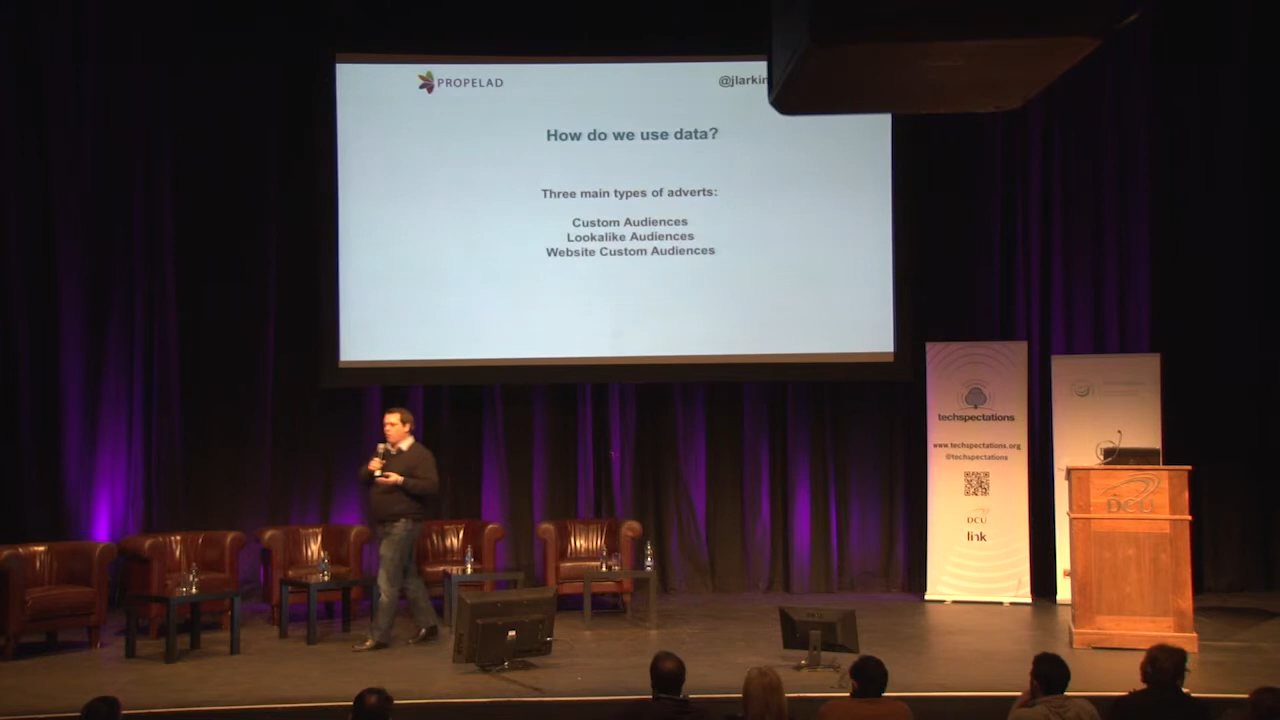 PROPELAD
@jlarkin
How do we use data?
Three main types of adverts:
Custom Audiences
Lookalike Audiences
Website Custom Audiences
techspectations
www.techspectations.org
@techspectations
DCU
link
DCU